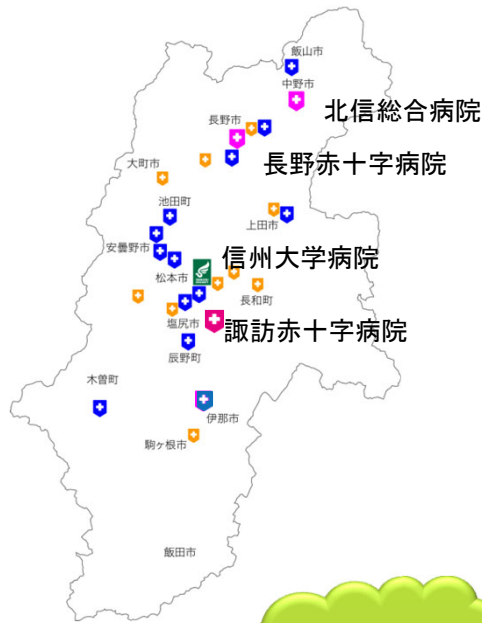 飯山市
中野市
北信総合病院
長野市
長野赤十字病院
大町市
池田町
上田市
安曇野市
信州大学病院
松本市
長和町
塩尻市
諏訪赤十字病院
辰野町
木曽町
伊那市
駒ヶ根市
飯田市